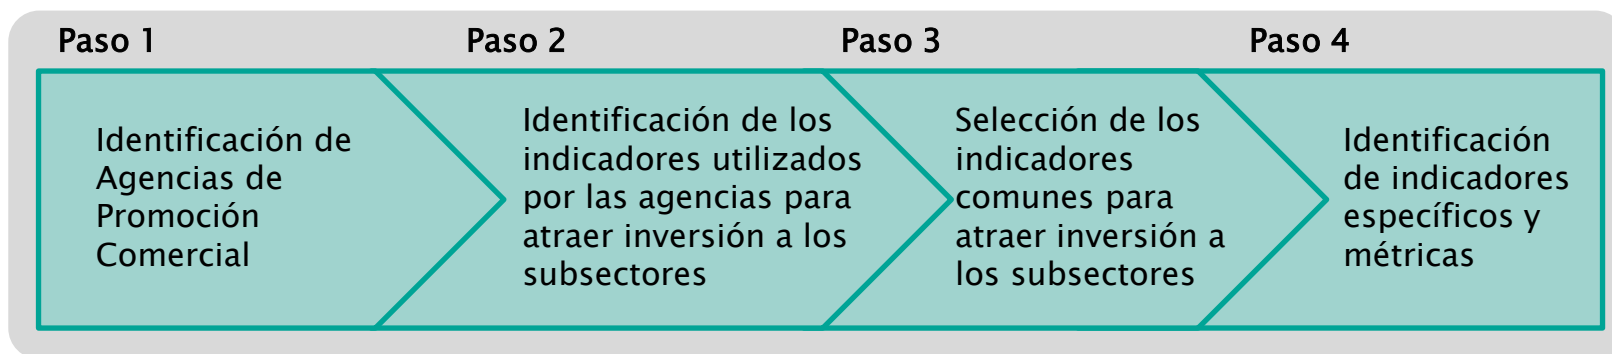 Paso 1
Identificación de
Agencias de
Promoción
Comercial
Paso 2
Identificación de los
indicadores utilizados
por las agencias para
atraer inversión a los
subsectores
Paso 3
Selección de los
indicadores
comunes para
atraer inversión a
los subsectores
Paso 4
Identificación
de indicadores
específicos y
métricas